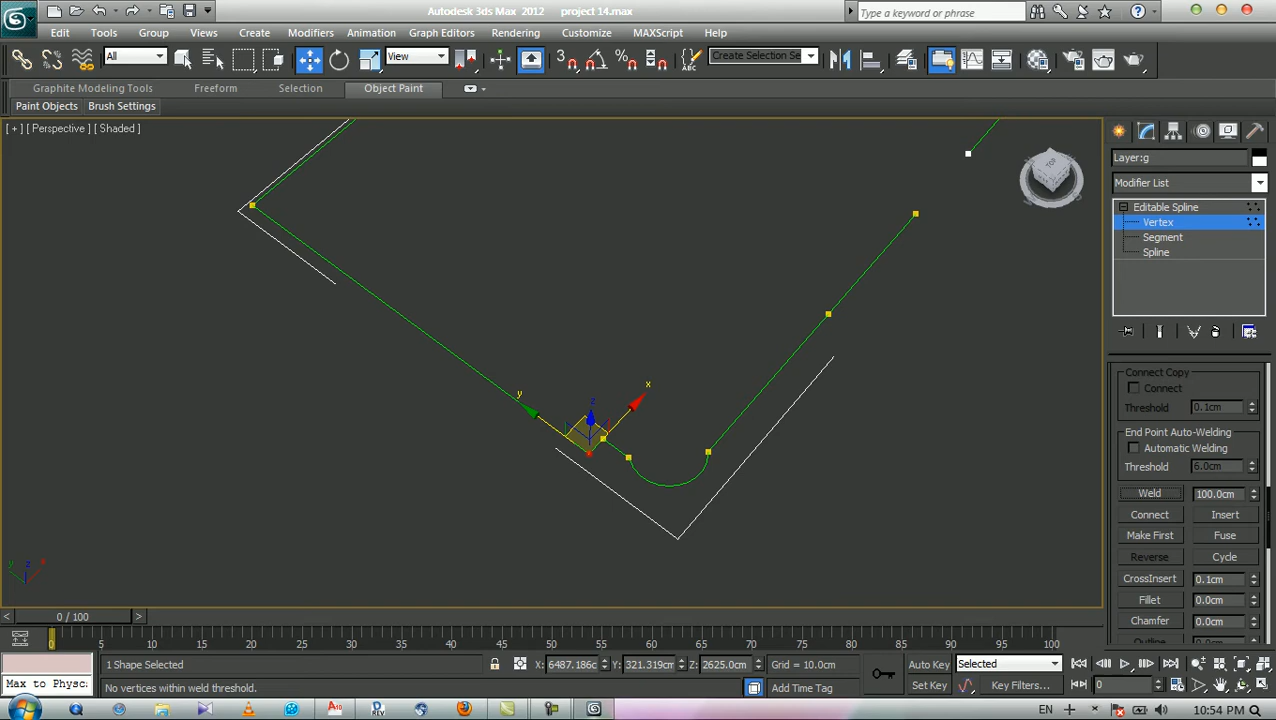 Autodesk 3ds Max 2012 project 14.max
Type a keyword or phrase
Edit Tools Group Views Create Modifiers Animation Graph Editors Rendering Customize MAXScript Help
All View Create Selection Se
Graphite Modeling Tools Freeform Selection Object Paint
Paint Objects Brush Settings
[ + ] [ Perspective ] [ Shaded ]
TOP
Layer:g
Modifier List
Editable Spline
Vertex
Segment
Spline
x
y
z
Connect Copy
Connect
Threshold 0.1cm
End Point Auto-Welding
Automatic Welding
Threshold 6.0cm
Weld 100.0cm
Connect Insert
Make First Fuse
Reverse Cycle
CrossInsert 0.1cm
Fillet 0.0cm
Chamfer 0.0cm
Outline 0.0cm
y z x
0 / 100
0 5 10 15 20 25 30 35 40 45 50 55 60 65 70 75 80 85 90 95 100
1 Shape Selected X: 6487.186c Y: 321.319cm Z: 2625.0cm Grid = 10.0cm Auto Key Selected
Max to Physc: No vertices within weld threshold. Add Time Tag Set Key Key Filters... 0
EN 10:54 PM